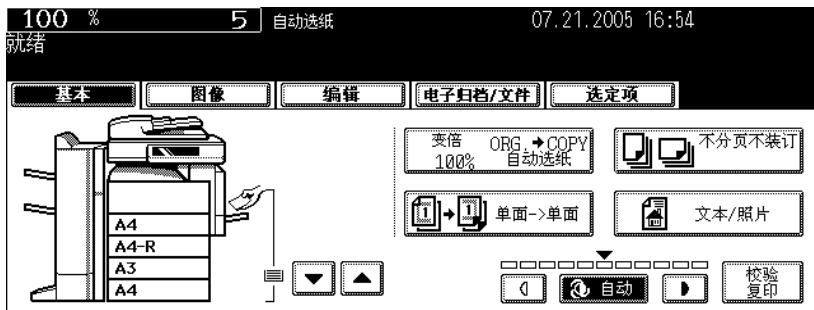 100 % 5 自动选纸 07.21.2005 16:54
就绪
基本 图像 编辑 电子归档/文件 选定项
变倍 ORG.→COPY
100% 自动选纸
不分页不装订
1→1 单面->单面
文本/照片
A4
A4-R
A3
A4
自动
校验
复印